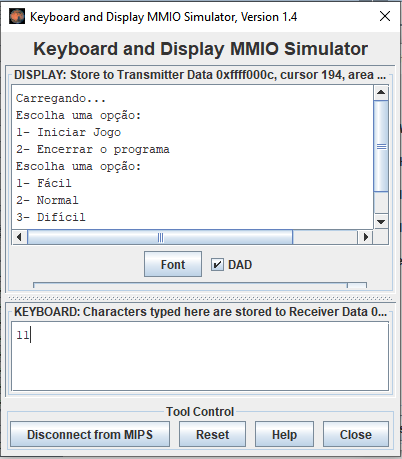 Keyboard and Display MMIO Simulator, Version 1.4
Keyboard and Display MMIO Simulator
DISPLAY: Store to Transmitter Data 0xffff000c, cursor 194, area ...
Carregando...
Escolha uma opção:
1- Iniciar Jogo
2- Encerrar o programa
Escolha uma opção:
1- Fácil
2- Normal
3- Difícil
Font
DAD
KEYBOARD: Characters typed here are stored to Receiver Data 0...
11
Tool Control
Disconnect from MIPS
Reset
Help
Close